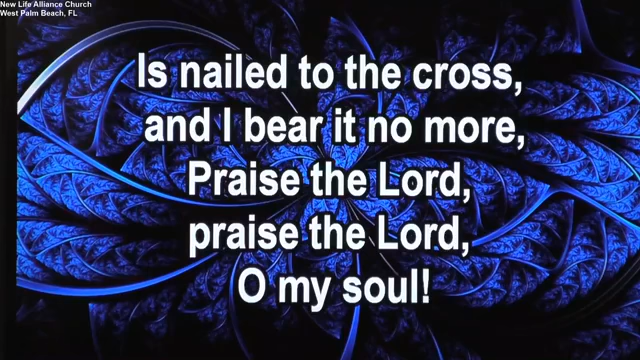 New Life Alliance Church
West Palm Beach, FL
Is nailed to the cross,
and I bear it no more,
Praise the Lord,
praise the Lord,
O my soul!